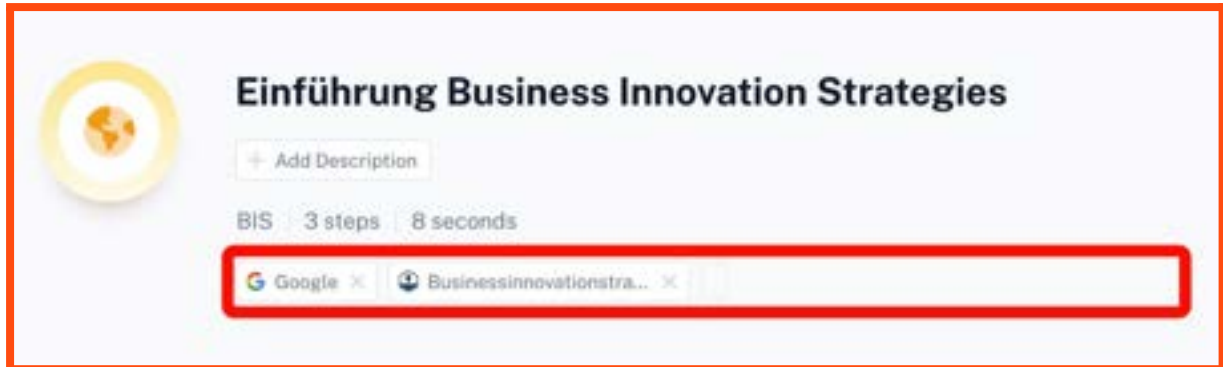 Einführung Business Innovation Strategies
+ Add Description
BIS 3 steps 8 seconds
Google × Businessinnovationstra... ×